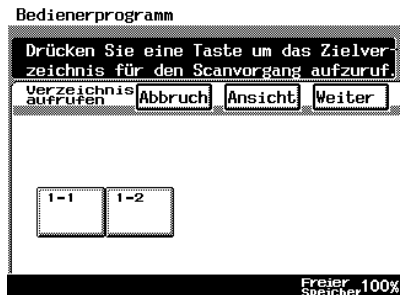 Bedienerprogramm
Drücken Sie eine Taste um das Zielver-
zeichnis für den Scanvorgang aufzuruf.
Verzeichnis
aufrufen
Abbruch Ansicht Weiter
1-1 1-2
Freier
Speicher 100%